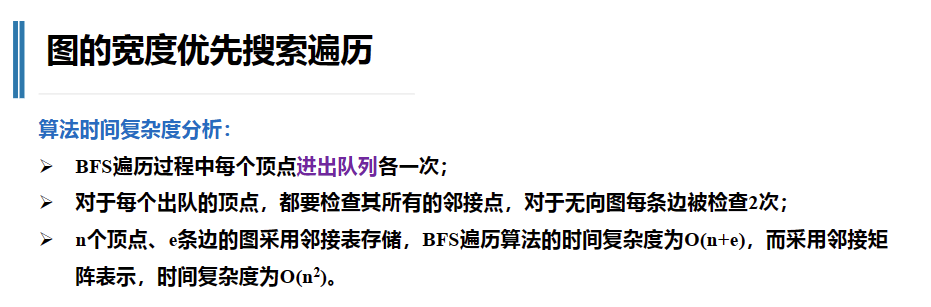 图的宽度优先搜索遍历
算法时间复杂度分析：
➢ BFS遍历过程中每个顶点进出队列各一次；
➢ 对于每个出队的顶点，都要检查其所有的邻接点，对于无向图每条边被检查2次；
➢ n个顶点、e条边的图采用邻接表存储，BFS遍历算法的时间复杂度为O(n+e)，而采用邻接矩
阵表示，时间复杂度为O(n²)。